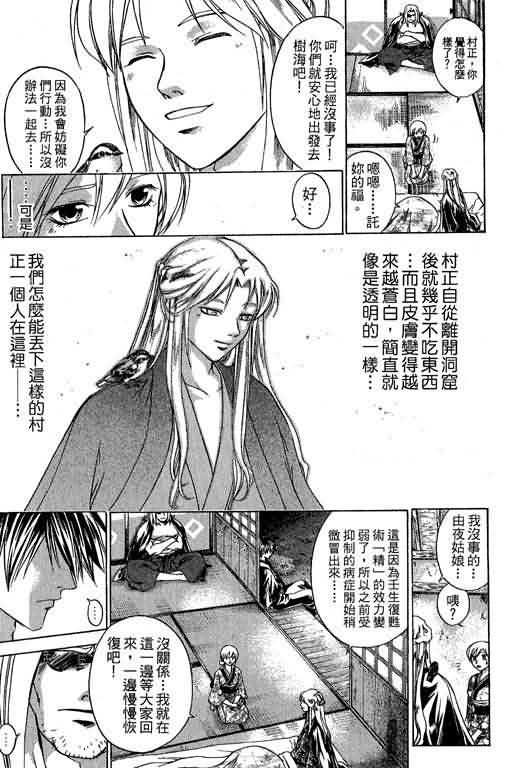 村正，你
覺得怎麼
樣了？
嗯嗯……託
妳的福。
呵…我已經沒事了！
你們就安心地出發去
樹海吧！
因為我會妨礙你
們行動…所以沒
辦法一起去…
好…
……可是
村正自從離開洞窟
後就幾乎不吃東西
…而且皮膚變得越
來越蒼白，簡直就
像是透明的一樣…
我們怎麼能丟下這樣的村
正一個人在這裡——……
我沒事的…
由夜姑娘…
咦？
這是因為壬生復甦
術「精」的效力變
弱了，所以之前受
抑制的病症開始稍
微冒出來……
沒關係…我就在
這一邊等大家回
來，一邊慢慢恢
復吧！
…
…